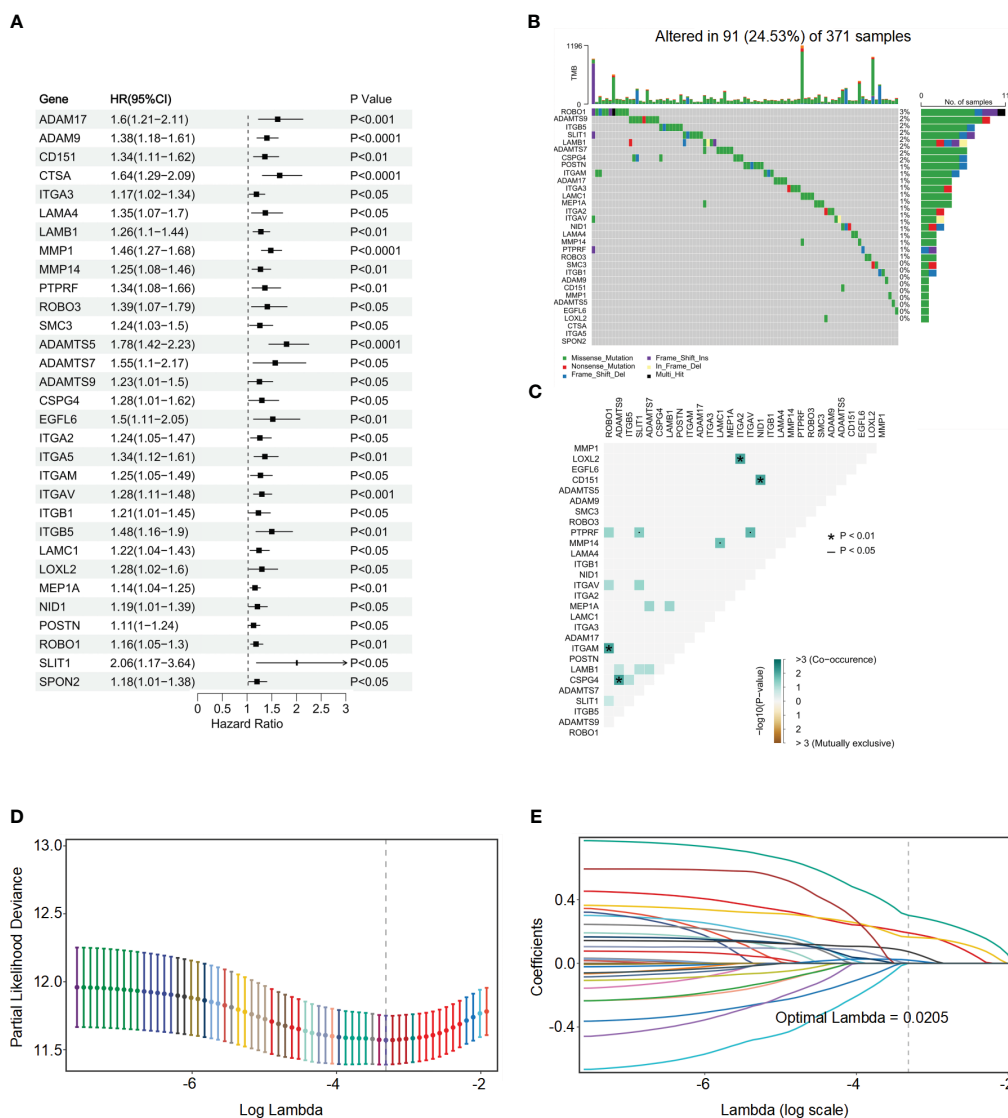 A
Gene HR(95%CI) P Value
ADAM17 1.6(1.21−2.11) P<0.001
ADAM9 1.38(1.18−1.61) P<0.0001
CD151 1.34(1.11−1.62) P<0.01
CTSA 1.64(1.29−2.09) P<0.0001
ITGA3 1.17(1.02−1.34) P<0.05
LAMA4 1.35(1.07−1.7) P<0.05
LAMB1 1.26(1.1−1.44) P<0.01
MMP1 1.46(1.27−1.68) P<0.0001
MMP14 1.25(1.08−1.46) P<0.01
PTPRF 1.34(1.08−1.66) P<0.01
ROBO3 1.39(1.07−1.79) P<0.05
SMC3 1.24(1.03−1.5) P<0.05
ADAMTS5 1.78(1.42−2.23) P<0.0001
ADAMTS7 1.55(1.1−2.17) P<0.05
ADAMTS9 1.23(1.01−1.5) P<0.05
CSPG4 1.28(1.01−1.62) P<0.05
EGFL6 1.5(1.11−2.05) P<0.01
ITGA2 1.24(1.05−1.47) P<0.05
ITGA5 1.34(1.12−1.61) P<0.01
ITGAM 1.25(1.05−1.49) P<0.05
ITGAV 1.28(1.11−1.48) P<0.001
ITGB1 1.21(1.01−1.45) P<0.05
ITGB5 1.48(1.16−1.9) P<0.01
LAMC1 1.22(1.04−1.43) P<0.05
LOXL2 1.28(1.02−1.6) P<0.05
MEP1A 1.14(1.04−1.25) P<0.01
NID1 1.19(1.01−1.39) P<0.05
POSTN 1.11(1−1.24) P<0.05
ROBO1 1.16(1.05−1.3) P<0.01
SLIT1 2.06(1.17−3.64) P<0.05
SPON2 1.18(1.01−1.38) P<0.05
0 0.5 1 1.5 2 2.5 3
Hazard Ratio
B
Altered in 91 (24.53%) of 371 samples
1196
TMB
0
0 11
No. of samples
ROBO1 3%
ADAMTS9 2%
ITGB5 2%
SLIT1 2%
LAMB1 2%
ADAMTS7 2%
CSPG4 2%
POSTN 2%
ITGAM 1%
ADAM17 1%
ITGA3 1%
LAMC1 1%
MEP1A 1%
ITGA2 1%
ITGAV 1%
NID1 1%
LAMA4 1%
MMP14 1%
PTPRF 1%
ROBO3 1%
SMC3 0%
ITGB1 0%
ADAM9 0%
CD151 0%
MMP1 0%
ADAMTS5 0%
EGFL6 0%
LOXL2 0%
CTSA
ITGA5
SPON2
Missense_Mutation Frame_Shift_Ins
Nonsense_Mutation In_Frame_Del
Frame_Shift_Del Multi_Hit
C
ROBO1 ADAMTS9 ITGB5 SLIT1 ADAMTS7 CSPG4 LAMB1 POSTN ITGAM ADAM17 ITGA3 LAMC1 MEP1A ITGA2 ITGAV NID1 ITGB1 LAMA4 MMP14 PTPRF ROBO3 SMC3 ADAM9 ADAMTS5 CD151 EGFL6 LOXL2 MMP1
MMP1
LOXL2
EGFL6
CD151
ADAMTS5
ADAM9
SMC3
ROBO3
PTPRF
MMP14
LAMA4
ITGB1
NID1
ITGAV
ITGA2
MEP1A
LAMC1
ITGA3
ADAM17
ITGAM
POSTN
LAMB1
CSPG4
ADAMTS7
SLIT1
ITGB5
ADAMTS9
ROBO1
* P < 0.01
— P < 0.05
−log10(P−value)
>3 (Co−occurence)
2
1
0
1
2
> 3 (Mutually exclusive)
D
Partial Likelihood Deviance
13.0
12.5
12.0
11.5
-6 -4 -2
Log Lambda
E
Coefficients
0.4
0.0
-0.4
Optimal Lambda = 0.0205
-6 -4 -2
Lambda (log scale)